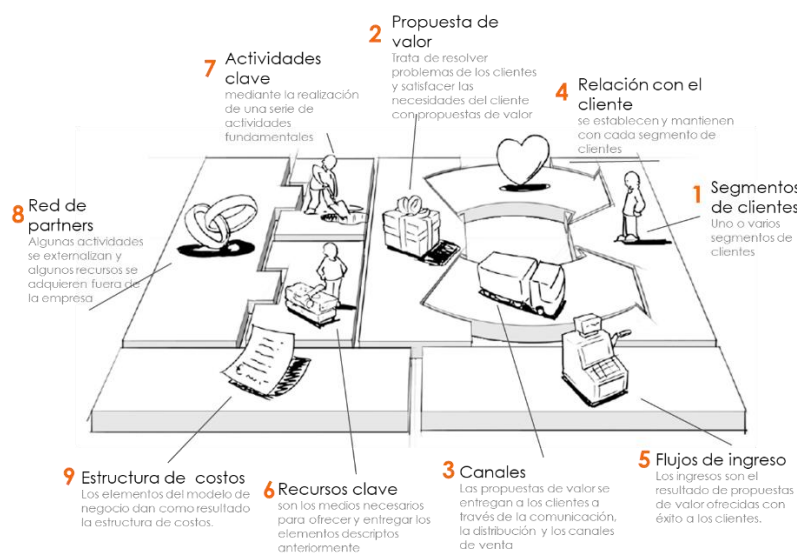 2 Propuesta de
valor
Trata de resolver
problemas de los clientes
y satisfacer las
necesidades del cliente
con propuestas de valor
7 Actividades
clave
mediante la realización
de una serie de
actividades
fundamentales
4 Relación con el
cliente
se establecen y mantienen
con cada segmento de
clientes
1 Segmentos
de clientes
Uno o varios
segmentos de
clientes
8 Red de
partners
Algunas actividades
se externalizan y
algunos recursos se
adquieren fuera de
la empresa
9 Estructura de costos
Los elementos del modelo de
negocio dan como resultado
la estructura de costos.
6 Recursos clave
son los medios necesarios
para ofrecer y entregar los
elementos descriptos
anteriormente
3 Canales
Las propuestas de valor se
entregan a los clientes a
través de la comunicación,
la distribución y los canales
de venta
5 Flujos de ingreso
Los ingresos son el
resultado de propuestas
de valor ofrecidas con
éxito a los clientes.